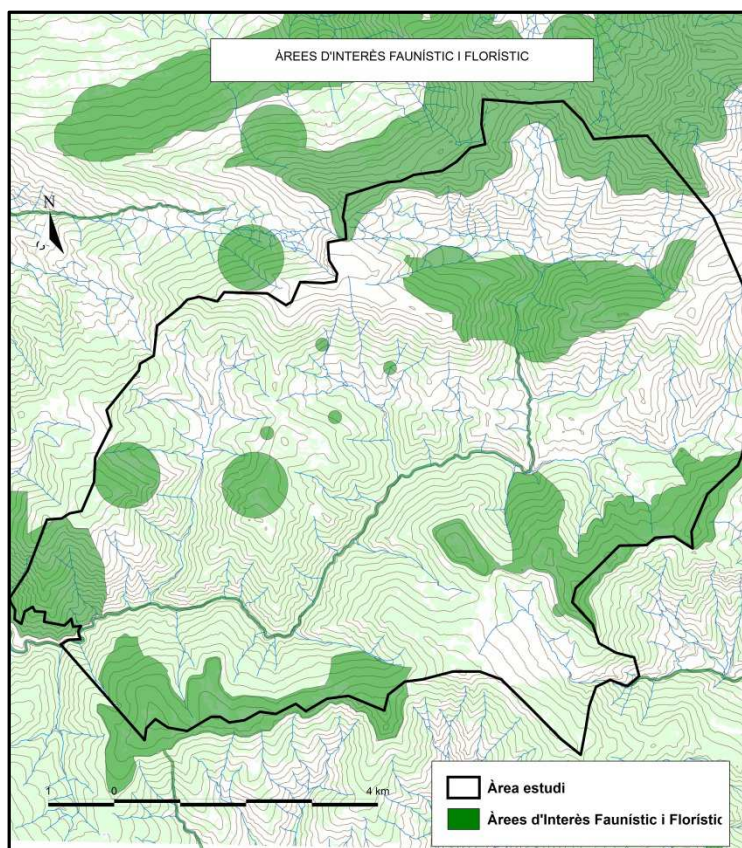 ÀREES D'INTERÈS FAUNÍSTIC I FLORÍSTIC
N
1 0 4 km
Àrea estudi
Àrees d'Interès Faunístic i Florístic